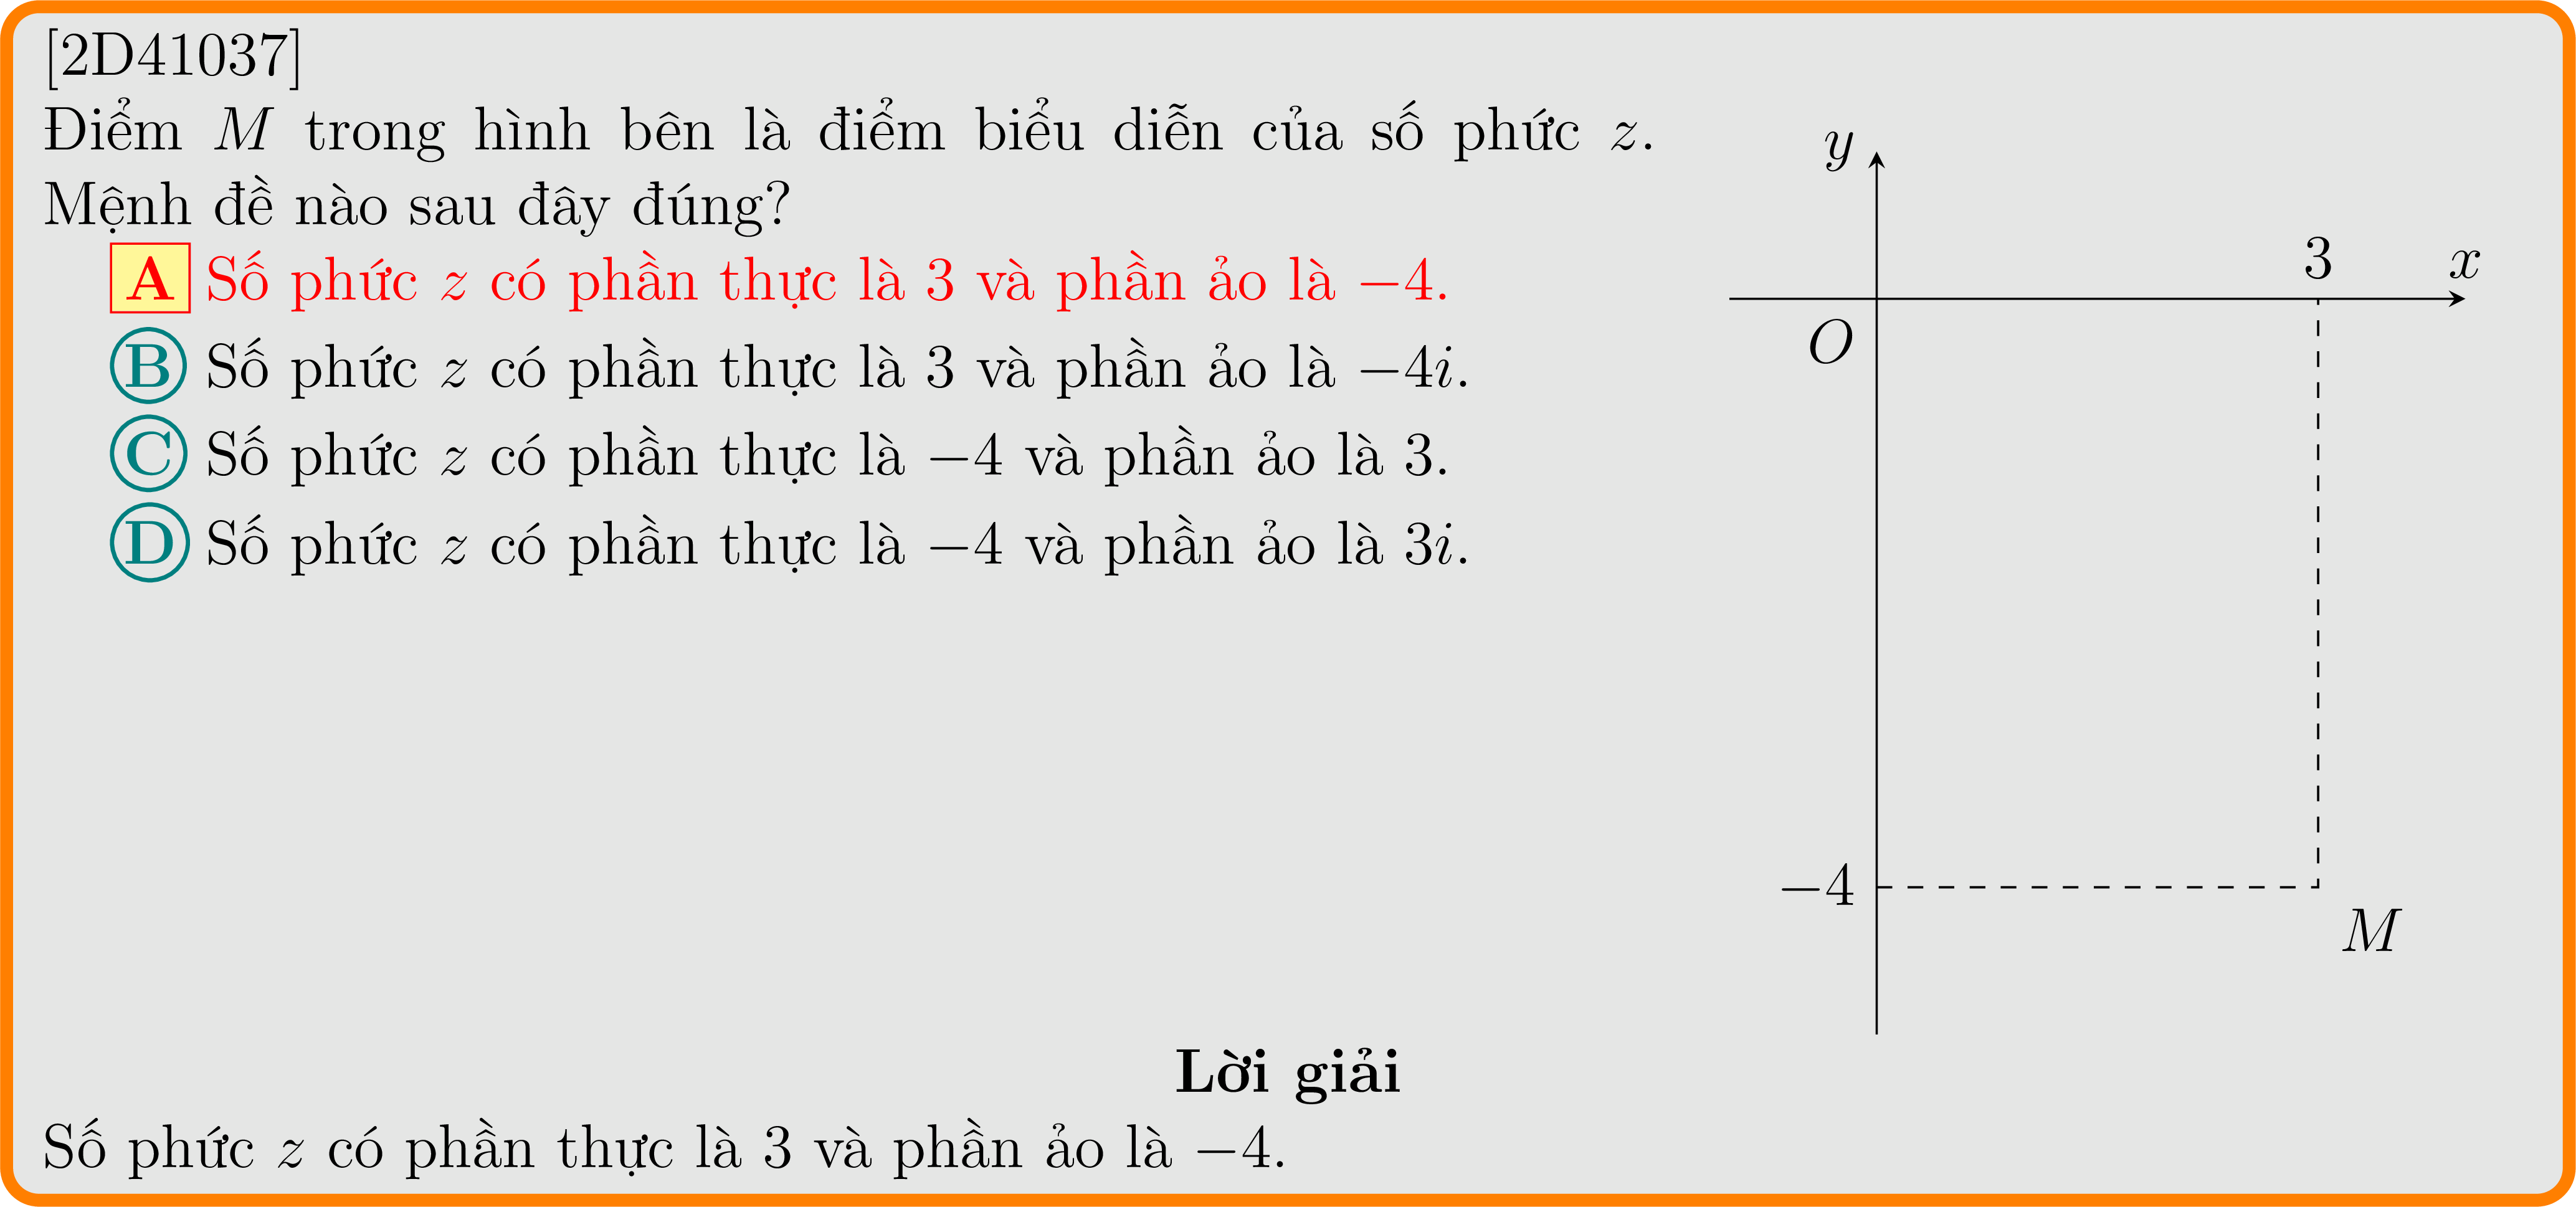 [2D41037]
Điểm M trong hình bên là điểm biểu diễn của số phức z.
Mệnh đề nào sau đây đúng?
A Số phức z có phần thực là 3 và phần ảo là −4.
B Số phức z có phần thực là 3 và phần ảo là −4i.
C Số phức z có phần thực là −4 và phần ảo là 3.
D Số phức z có phần thực là −4 và phần ảo là 3i.
y
3
x
O
−4
M
Lời giải
Số phức z có phần thực là 3 và phần ảo là −4.